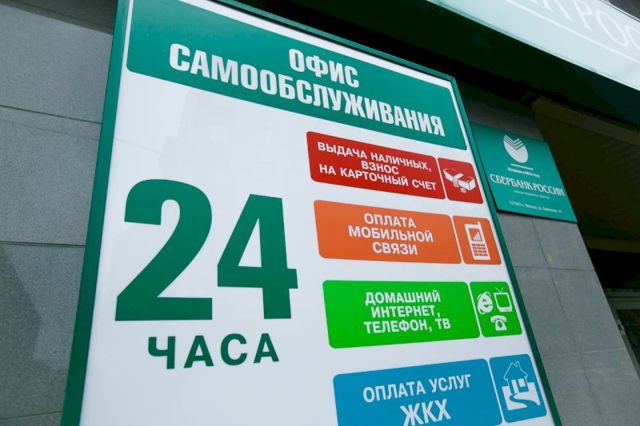 ОФИС
САМООБСЛУЖИВАНИЯ
24
ЧАСА
ВЫДАЧА НАЛИЧНЫХ,
ВЗНОС
НА КАРТОЧНЫЙ СЧЕТ
ОПЛАТА
МОБИЛЬНОЙ
СВЯЗИ
ДОМАШНИЙ
ИНТЕРНЕТ,
ТЕЛЕФОН, ТВ
ОПЛАТА УСЛУГ
ЖКХ
СБЕРБАНК РОССИИ